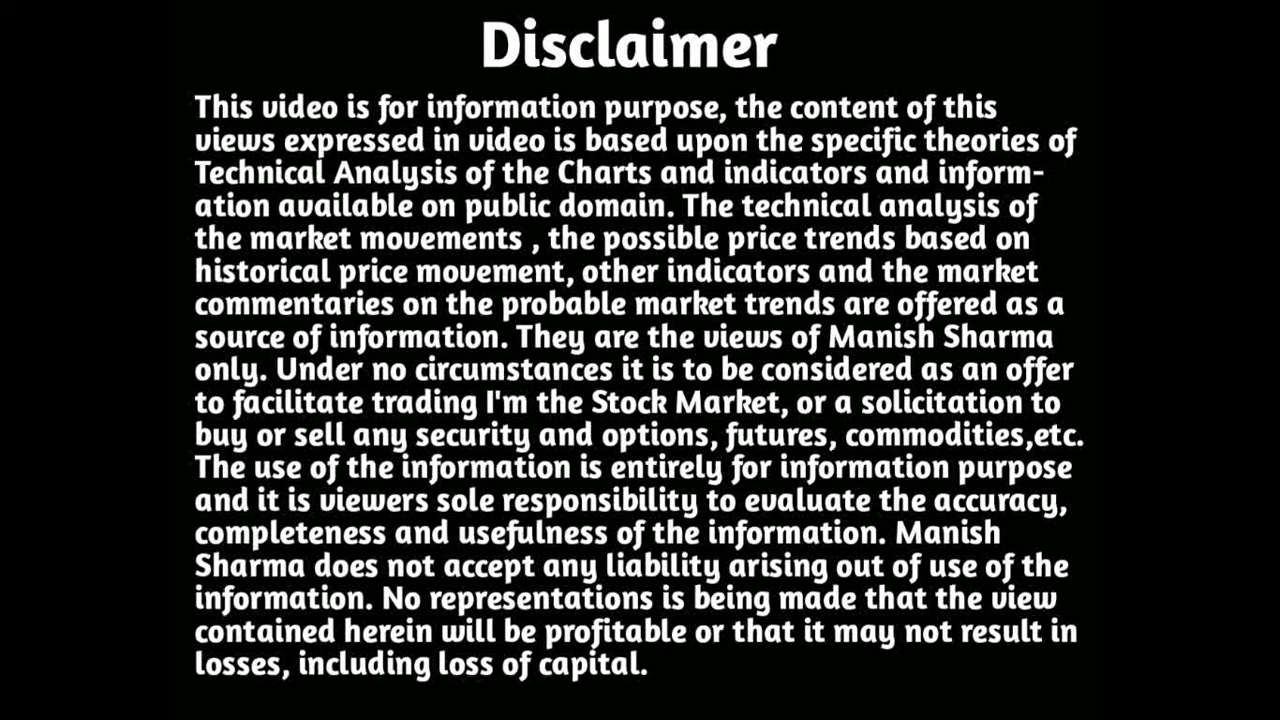 Disclaimer
This video is for information purpose, the content of this
views expressed in video is based upon the specific theories of
Technical Analysis of the Charts and indicators and inform-
ation available on public domain. The technical analysis of
the market movements , the possible price trends based on
historical price movement, other indicators and the market
commentaries on the probable market trends are offered as a
source of information. They are the views of Manish Sharma
only. Under no circumstances it is to be considered as an offer
to facilitate trading I'm the Stock Market, or a solicitation to
buy or sell any security and options, futures, commodities,etc.
The use of the information is entirely for information purpose
and it is viewers sole responsibility to evaluate the accuracy,
completeness and usefulness of the information. Manish
Sharma does not accept any liability arising out of use of the
information. No representations is being made that the view
contained herein will be profitable or that it may not result in
losses, including loss of capital.